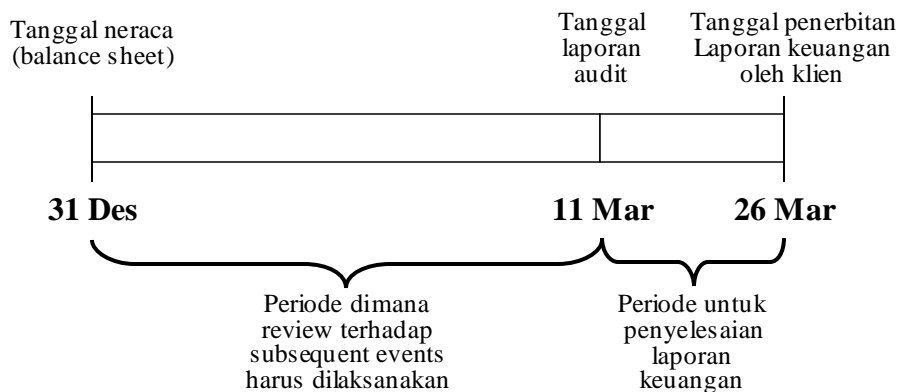 Tanggal neraca
(balance sheet)
Tanggal
laporan
audit
Tanggal penerbitan
Laporan keuangan
oleh klien
31 Des
11 Mar
26 Mar
Periode dimana
review terhadap
subsequent events
harus dilaksanakan
Periode untuk
penyelesaian
laporan
keuangan